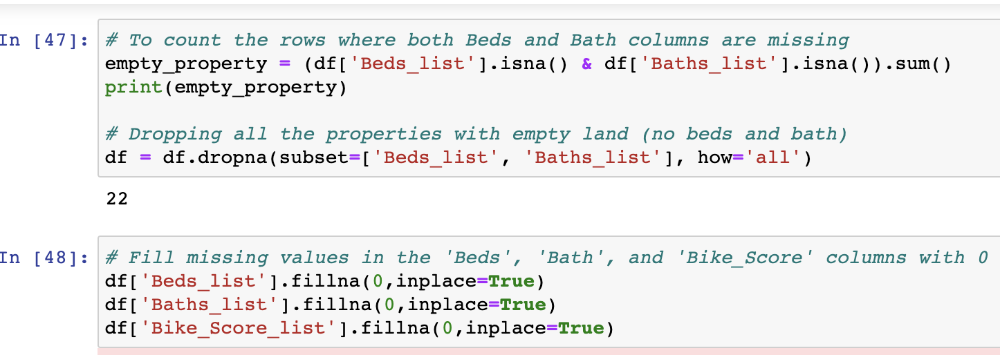 In [47]:
# To count the rows where both Beds and Bath columns are missing
empty_property = (df['Beds_list'].isna() & df['Baths_list'].isna()).sum()
print(empty_property)
# Dropping all the properties with empty land (no beds and bath)
df = df.dropna(subset=['Beds_list', 'Baths_list'], how='all')
22
In [48]:
# Fill missing values in the 'Beds', 'Bath', and 'Bike_Score' columns with 0
df['Beds_list'].fillna(0,inplace=True)
df['Baths_list'].fillna(0,inplace=True)
df['Bike_Score_list'].fillna(0,inplace=True)